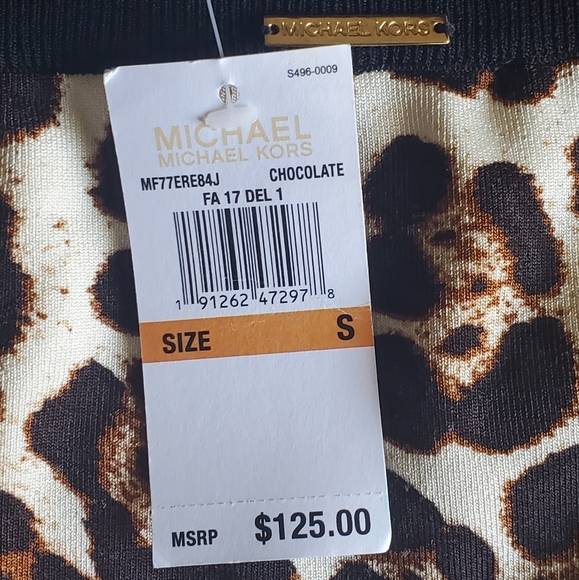 MICHAEL KORS
S496-0009
MICHAEL
MICHAEL KORS
MF77ERE84J CHOCOLATE
FA 17 DEL 1
1 91262 47297 8
SIZE S
MSRP $125.00